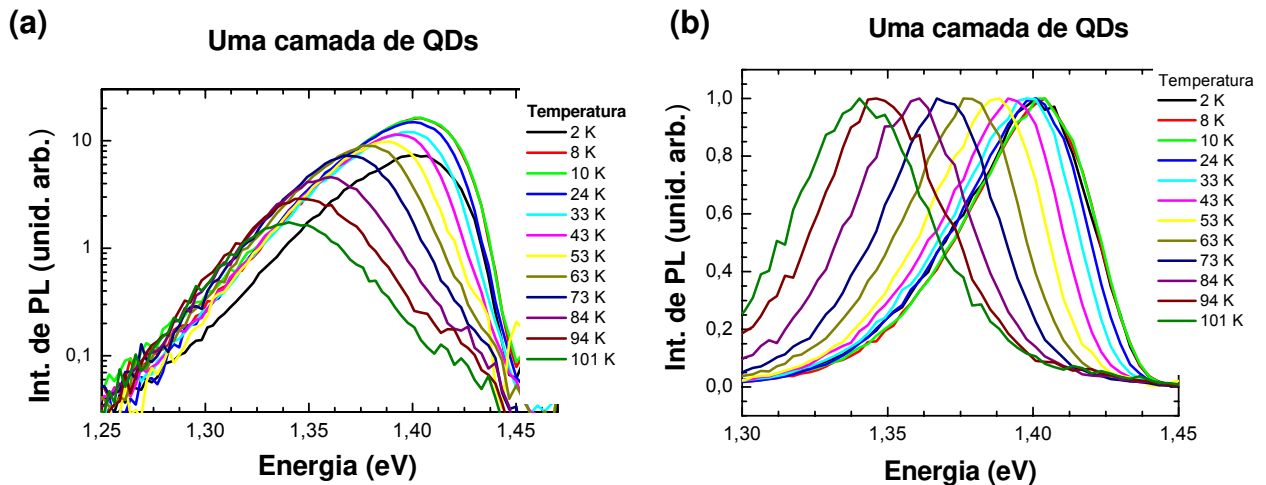 (a)
Uma camada de QDs
Int. de PL (unid. arb.)
10
1
0,1
1,25
1,30
1,35
1,40
1,45
Energia (eV)
Temperatura
2 K
8 K
10 K
24 K
33 K
43 K
53 K
63 K
73 K
84 K
94 K
101 K
(b)
Uma camada de QDs
Int. de PL (unid. arb.)
1,0
0,8
0,6
0,4
0,2
0,0
1,30
1,35
1,40
1,45
Energia (eV)
Temperatura
2 K
8 K
10 K
24 K
33 K
43 K
53 K
63 K
73 K
84 K
94 K
101 K